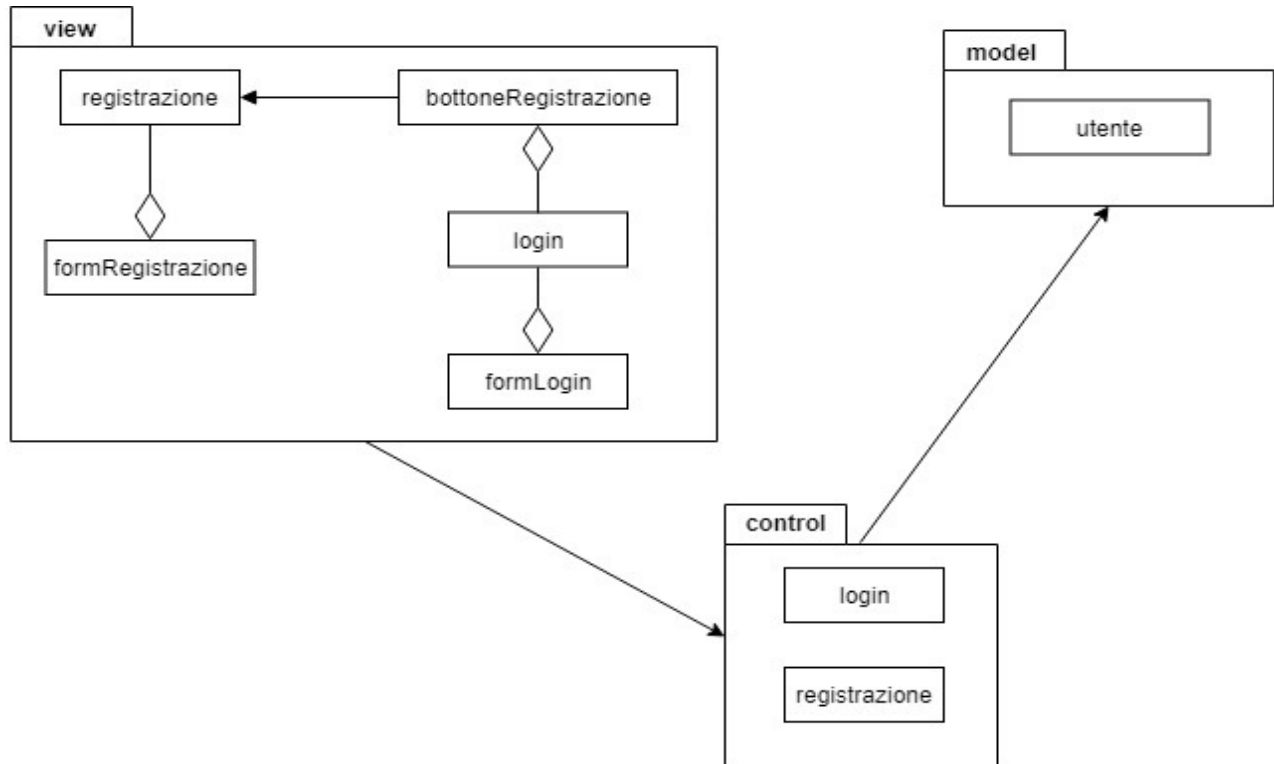 view
registrazione
bottoneRegistrazione
login
formRegistrazione
formLogin
model
utente
control
login
registrazione